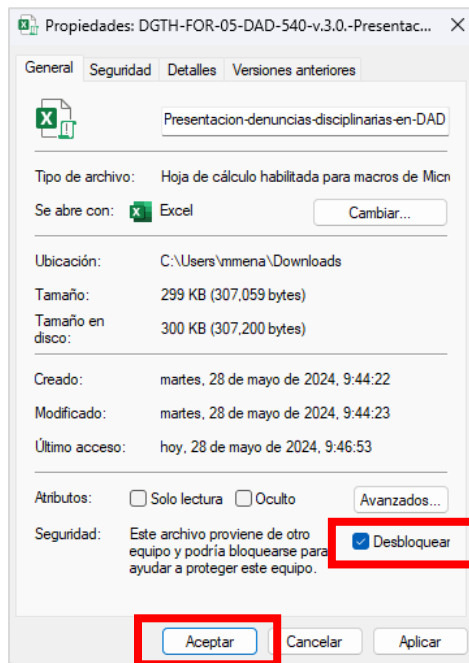 Propiedades: DGTH-FOR-05-DAD-540-v.3.0.-Presentac...
General Seguridad Detalles Versiones anteriores
Presentacion-denuncias-disciplinarias-en-DAD
Tipo de archivo: Hoja de cálculo habilitada para macros de Micr
Se abre con: Excel Cambiar...
Ubicación: C:\Users\mmena\Downloads
Tamaño: 299 KB (307,059 bytes)
Tamaño en disco: 300 KB (307,200 bytes)
Creado: martes, 28 de mayo de 2024, 9:44:22
Modificado: martes, 28 de mayo de 2024, 9:44:23
Último acceso: hoy, 28 de mayo de 2024, 9:46:53
Atributos: Solo lectura Oculto Avanzados...
Seguridad: Este archivo proviene de otro
equipo y podría bloquearse para
ayudar a proteger este equipo.
Desbloquear
Aceptar Cancelar Aplicar